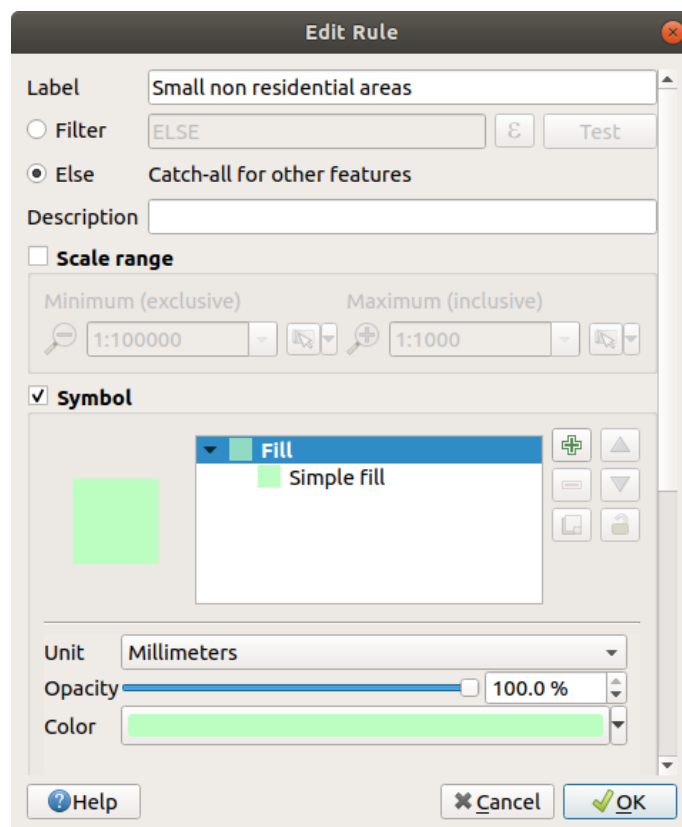 Edit Rule
Label Small non residential areas
Filter ELSE ε Test
Else Catch-all for other features
Description
Scale range
Minimum (exclusive) Maximum (inclusive)
1:100000 1:1000
Symbol
Fill
Simple fill
Unit Millimeters
Opacity 100.0 %
Color
Help Cancel OK